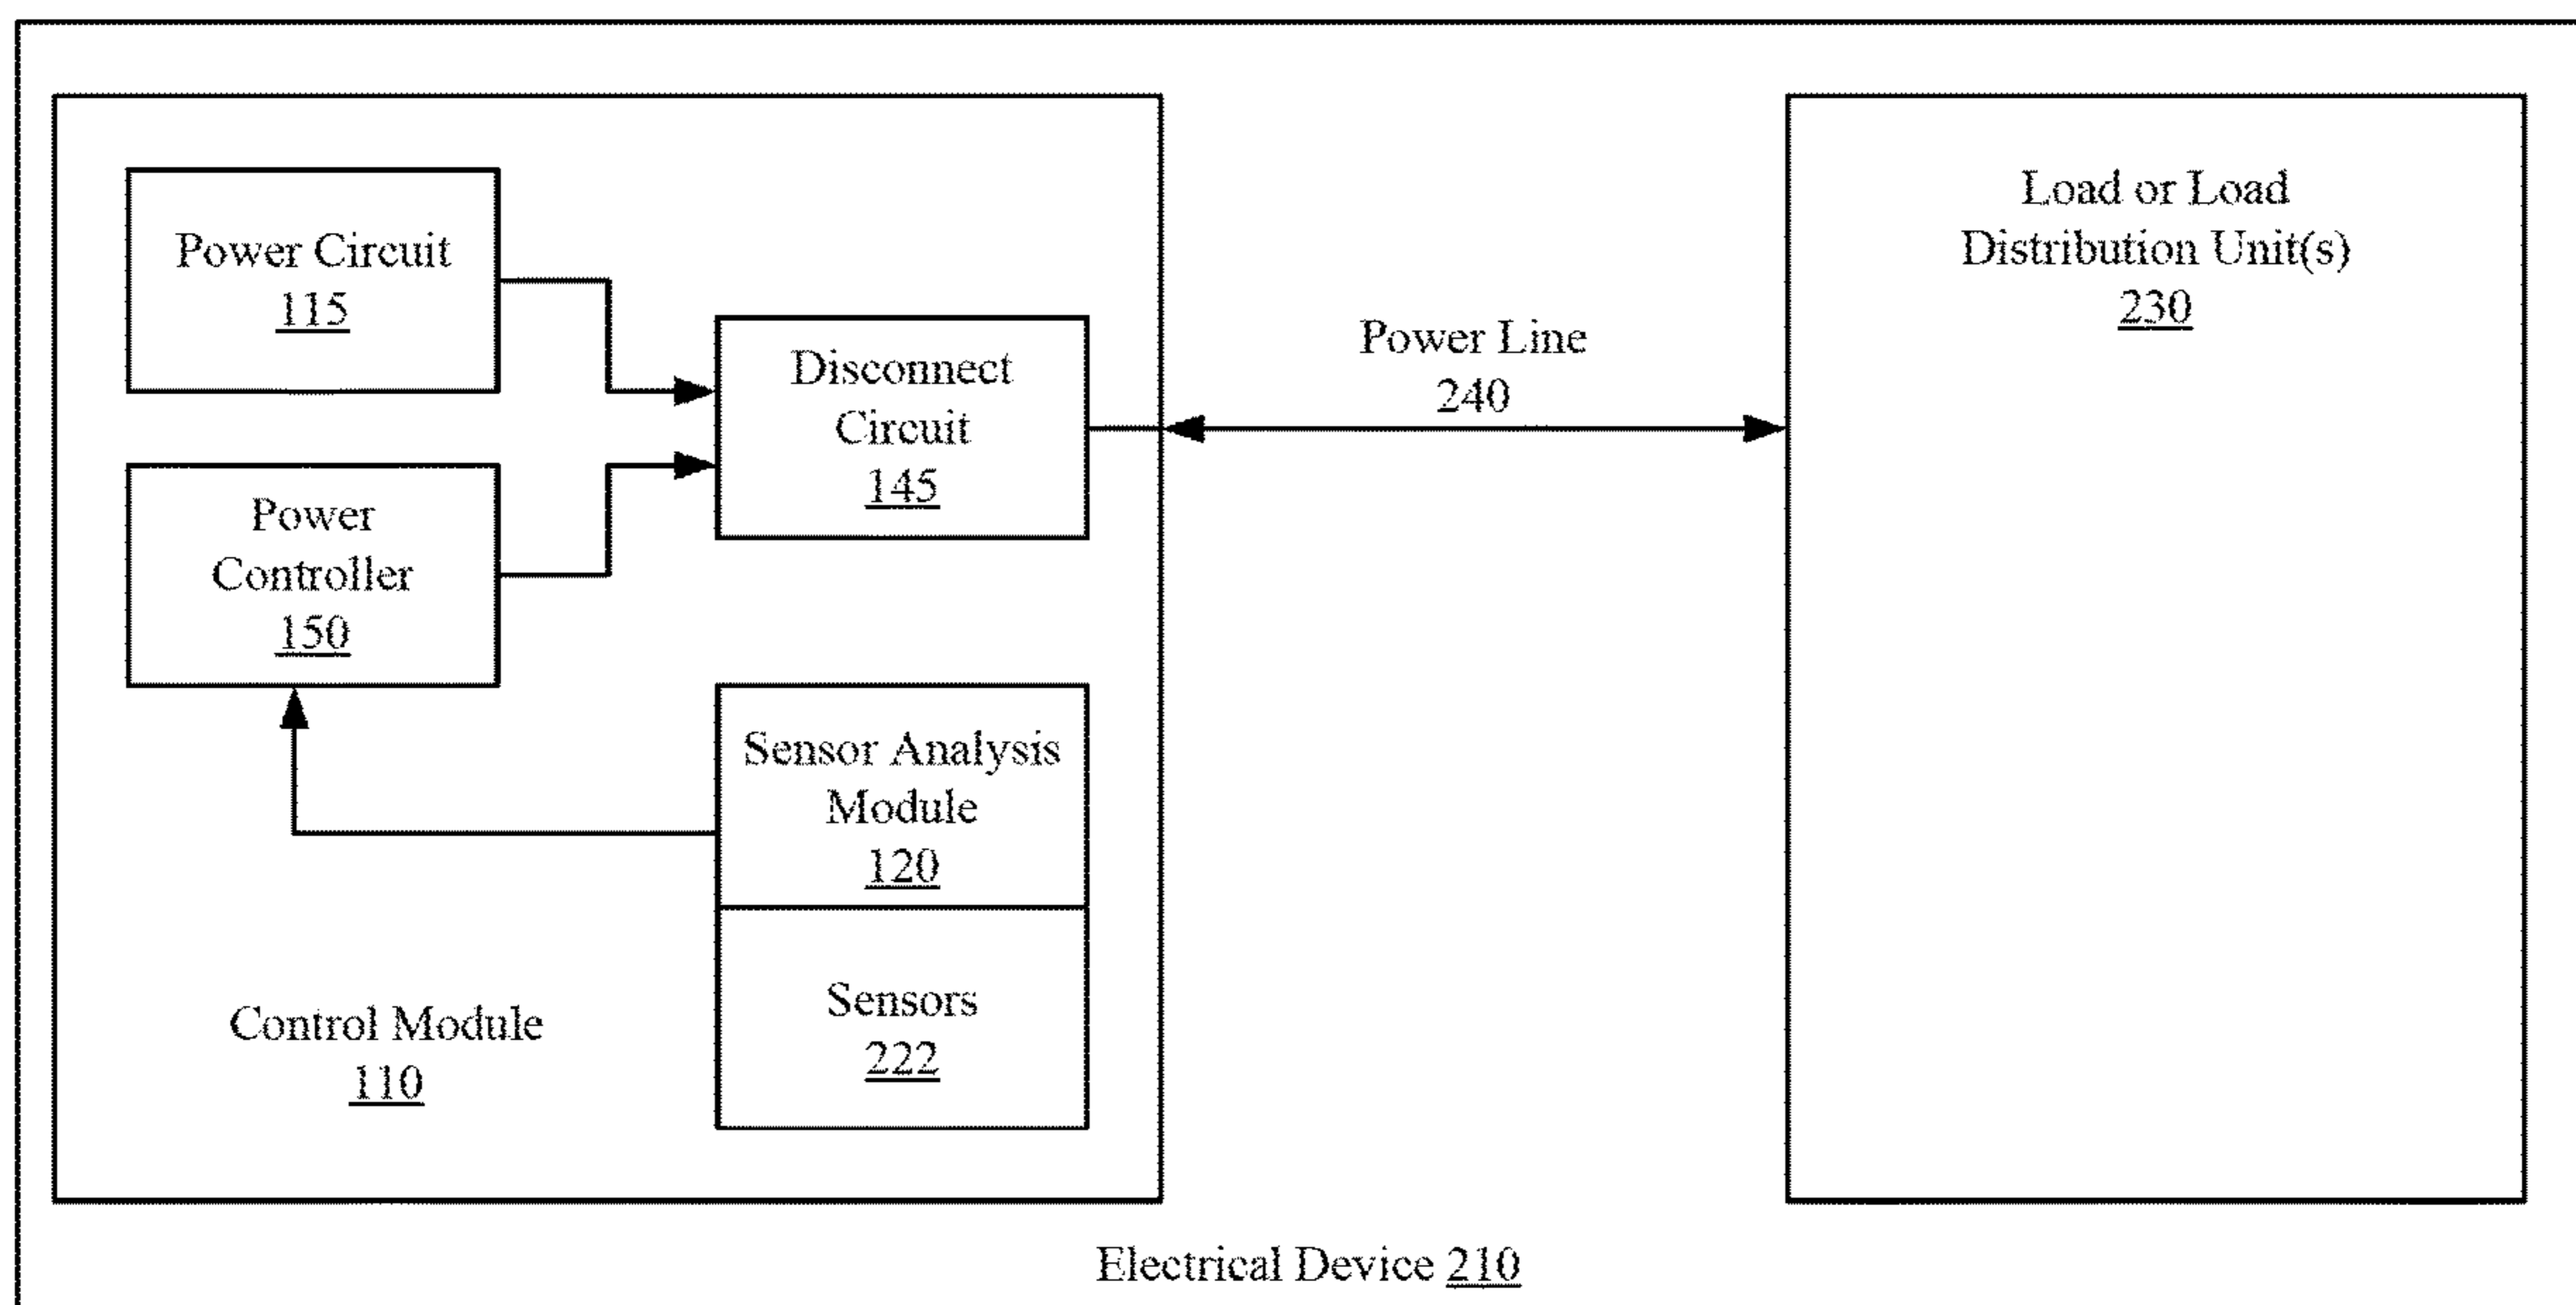 Power Circuit
115
Power
Controller
150
Disconnect
Circuit
145
Sensor Analysis
Module
120
Sensors
222
Control Module
110
Power Line
240
Load or Load
Distribution Unit(s)
230
Electrical Device 210